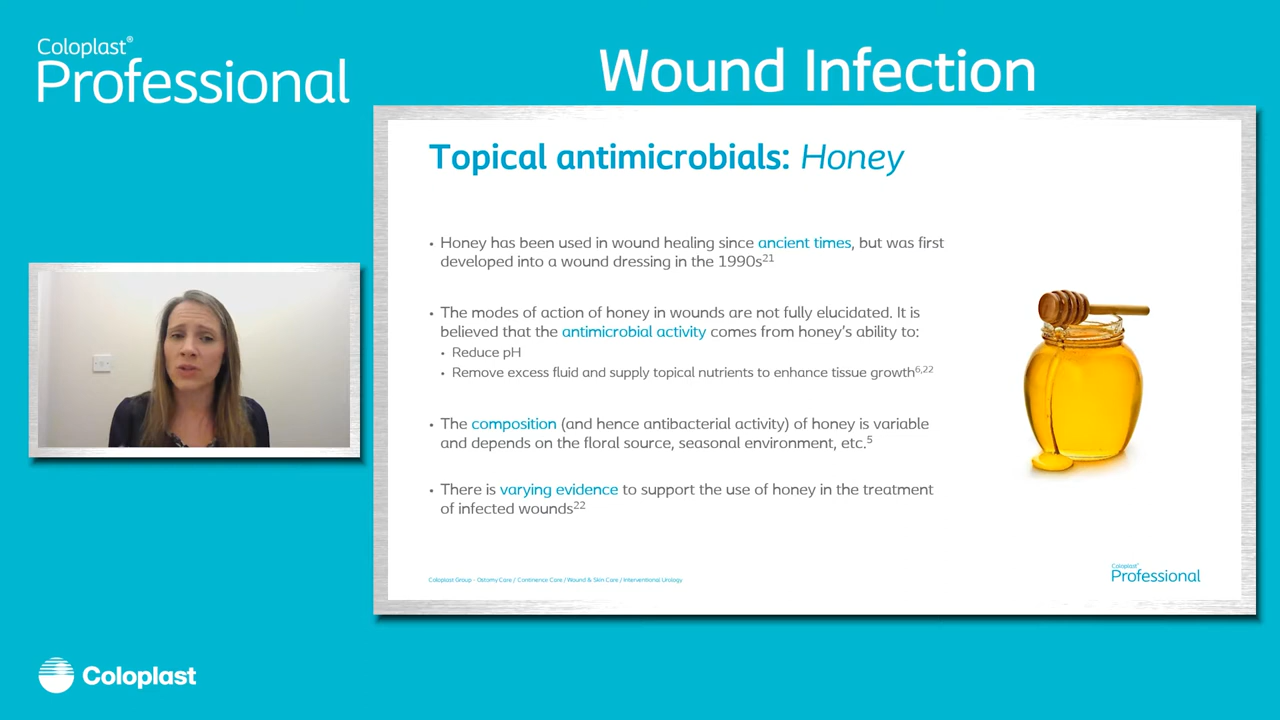 Coloplast®
Professional
Wound Infection
Topical antimicrobials: Honey
• Honey has been used in wound healing since ancient times, but was first
developed into a wound dressing in the 1990s21
• The modes of action of honey in wounds are not fully elucidated. It is
believed that the antimicrobial activity comes from honey's ability to:
• Reduce pH
• Remove excess fluid and supply topical nutrients to enhance tissue growth6,22
• The composition (and hence antibacterial activity) of honey is variable
and depends on the floral source, seasonal environment, etc.5
• There is varying evidence to support the use of honey in the treatment
of infected wounds22
Coloplast Group - Ostomy Care / Continence Care / Wound & Skin Care / Interventional Urology
Coloplast®
Professional
Coloplast